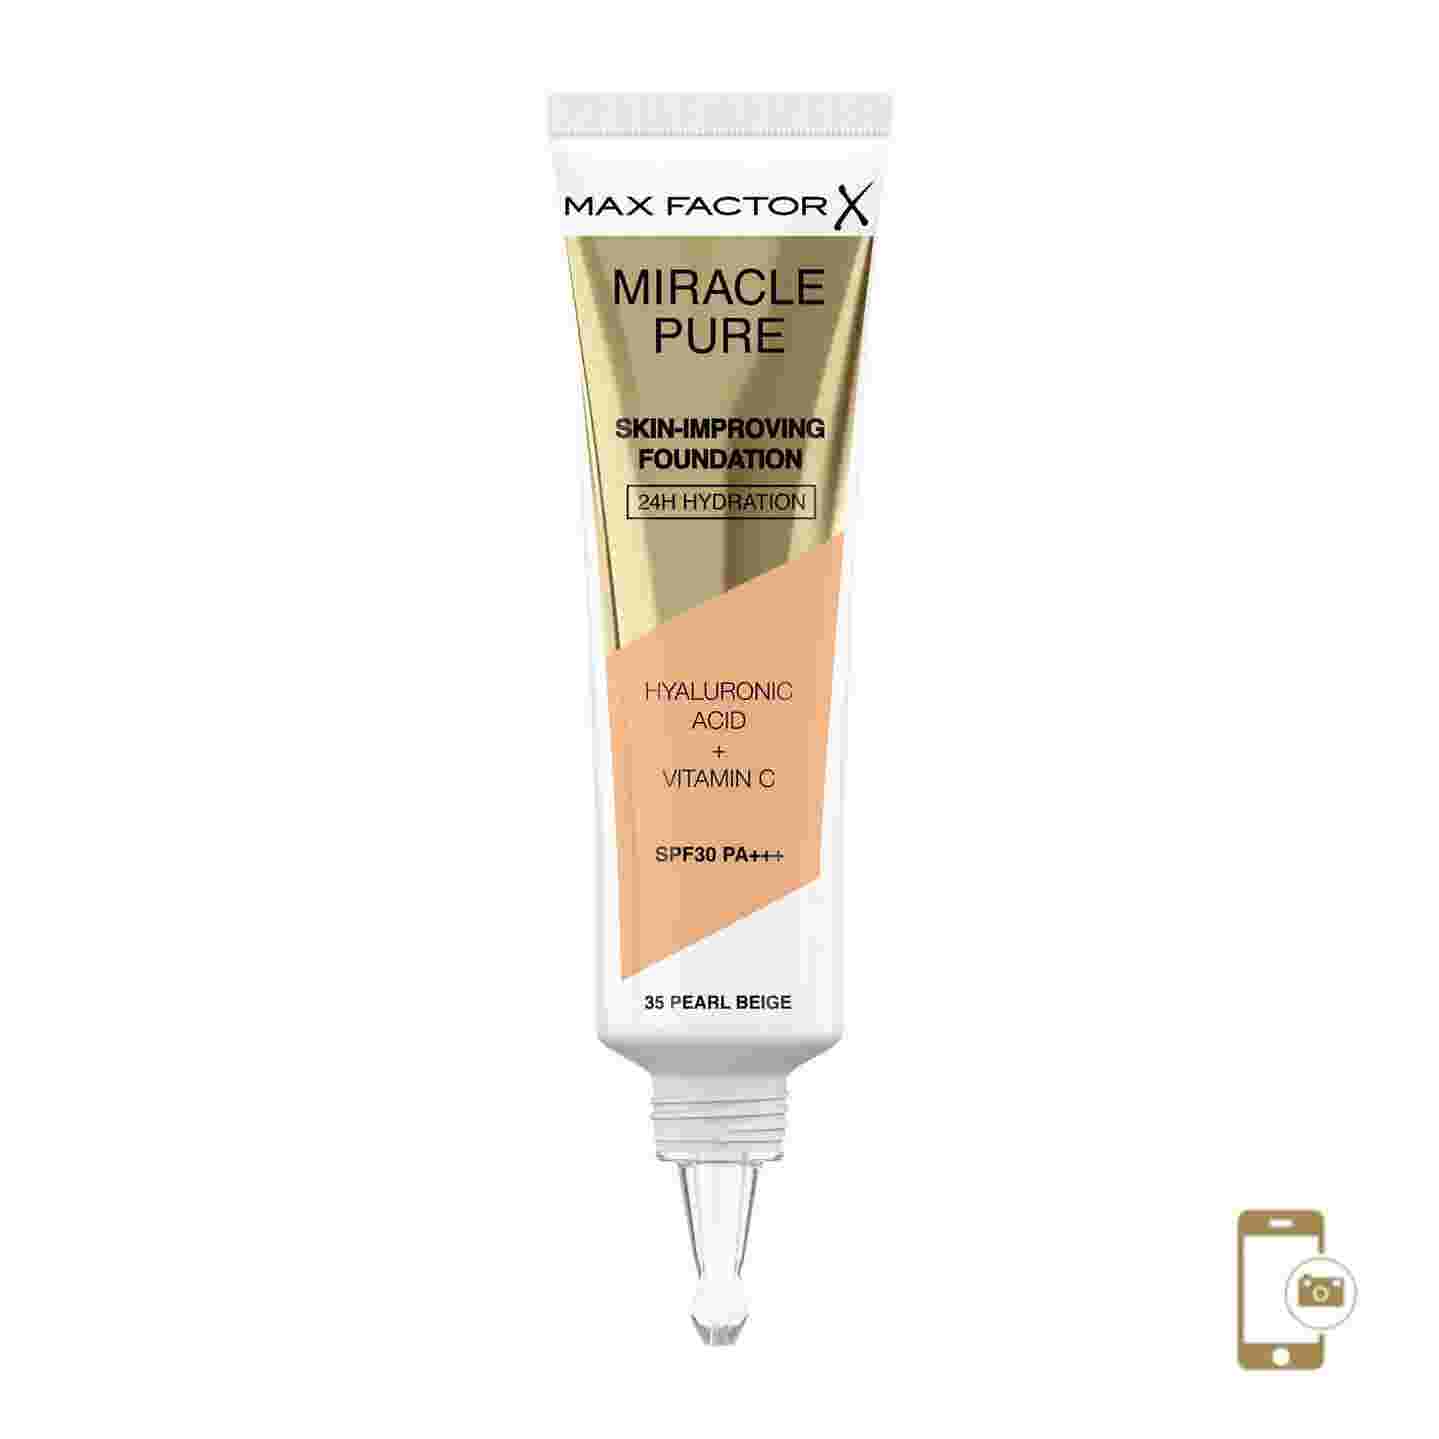 MAX FACTOR X
MIRACLE
PURE
SKIN-IMPROVING
FOUNDATION
24H HYDRATION
HYALURONIC
ACID
+
VITAMIN C
SPF30 PA+++
35 PEARL BEIGE